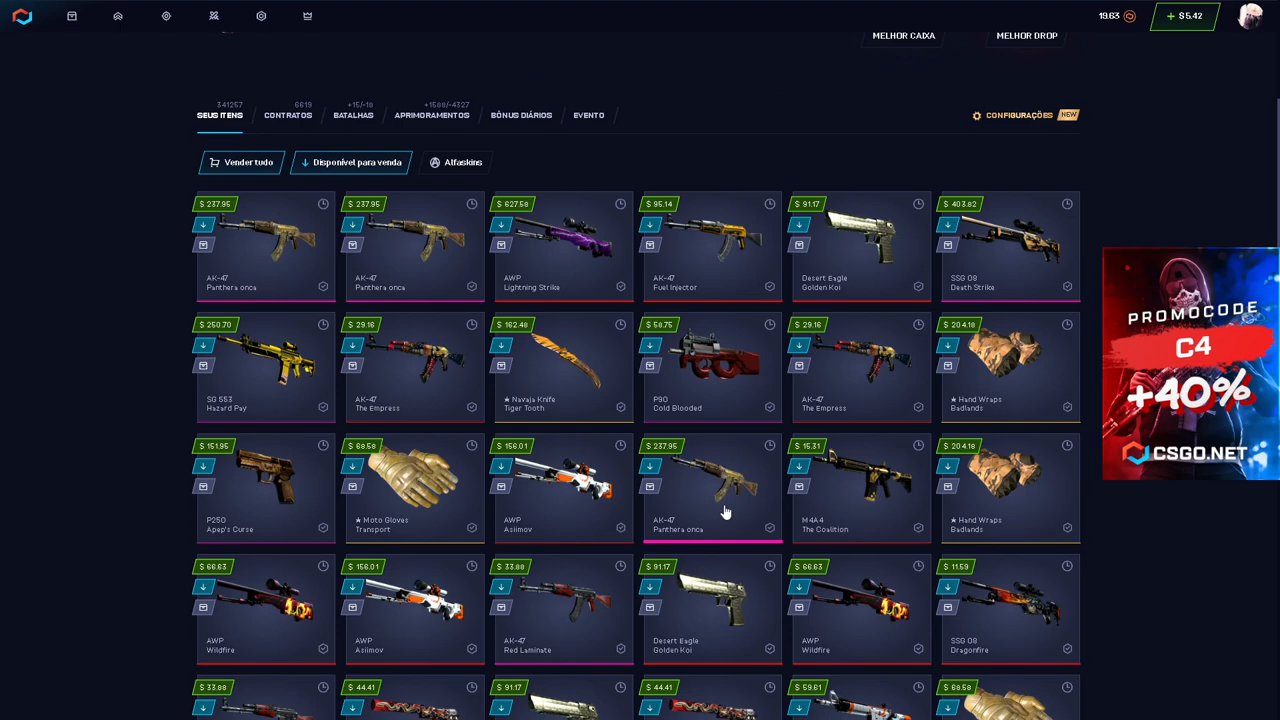 19.63
+ $ 5.42
MELHOR CAIXA
MELHOR DROP
341257
6619
+15/-18
+1588/-4327
SEUS ITENS
CONTRATOS
BATALHAS
APRIMORAMENTOS
BÔNUS DIÁRIOS
EVENTO
CONFIGURAÇÕES NEW
Vender tudo
Disponível para venda
Alfaskins
$ 237.95
AK-47
Panthera onca
$ 237.95
AK-47
Panthera onca
$ 627.58
AWP
Lightning Strike
$ 95.14
AK-47
Fuel Injector
$ 91.17
Desert Eagle
Golden Koi
$ 403.82
SSG 08
Death Strike
$ 250.70
SG 553
Hazard Pay
$ 29.16
AK-47
The Empress
$ 162.48
★ Navaja Knife
Tiger Tooth
$ 58.75
P90
Cold Blooded
$ 29.16
AK-47
The Empress
$ 204.18
★ Hand Wraps
Badlands
$ 151.95
P250
Apep's Curse
$ 68.58
★ Moto Gloves
Transport
$ 156.01
AWP
Asiimov
$ 237.95
AK-47
Panthera onca
$ 15.31
M4A4
The Coalition
$ 204.18
★ Hand Wraps
Badlands
$ 66.63
AWP
Wildfire
$ 156.01
AWP
Asiimov
$ 33.88
AK-47
Red Laminate
$ 91.17
Desert Eagle
Golden Koi
$ 66.63
AWP
Wildfire
$ 11.59
SSG 08
Dragonfire
$ 33.88
$ 44.41
$ 91.17
$ 44.41
$ 59.61
$ 68.58
PROMOCODE
C4
+40%
CSGO.NET